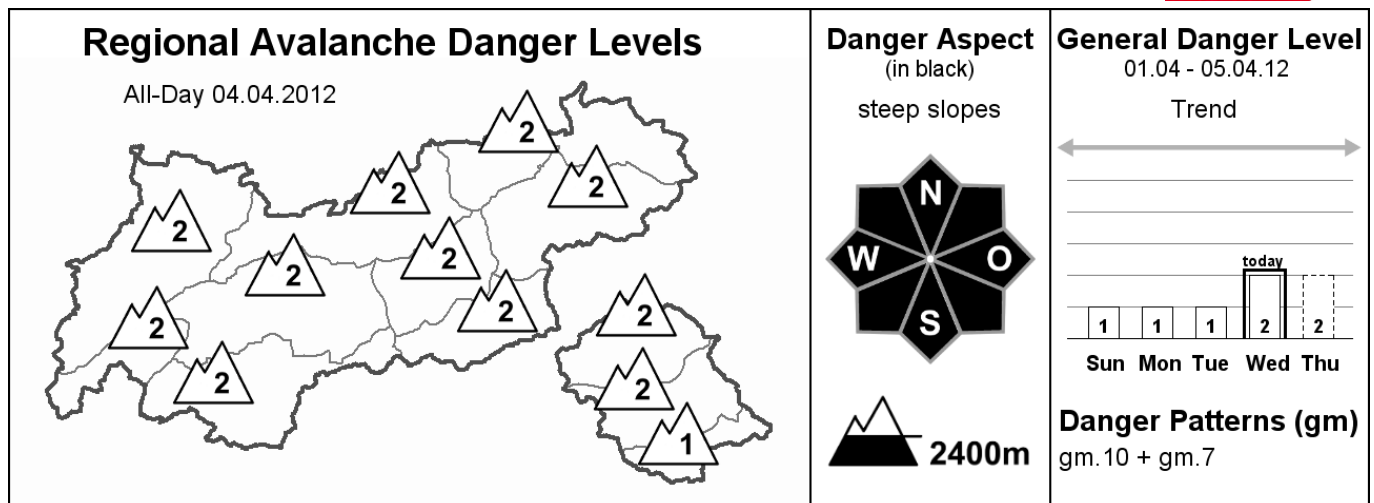 Regional Avalanche Danger Levels
All-Day 04.04.2012
2
2
2
2
2
2
2
2
2
2
2
2
1
Danger Aspect
(in black)
steep slopes
N
W O
S
2400m
General Danger Level
01.04 - 05.04.12
Trend
today
1 1 1 2 2
Sun Mon Tue Wed Thu
Danger Patterns (gm)
gm.10 + gm.7